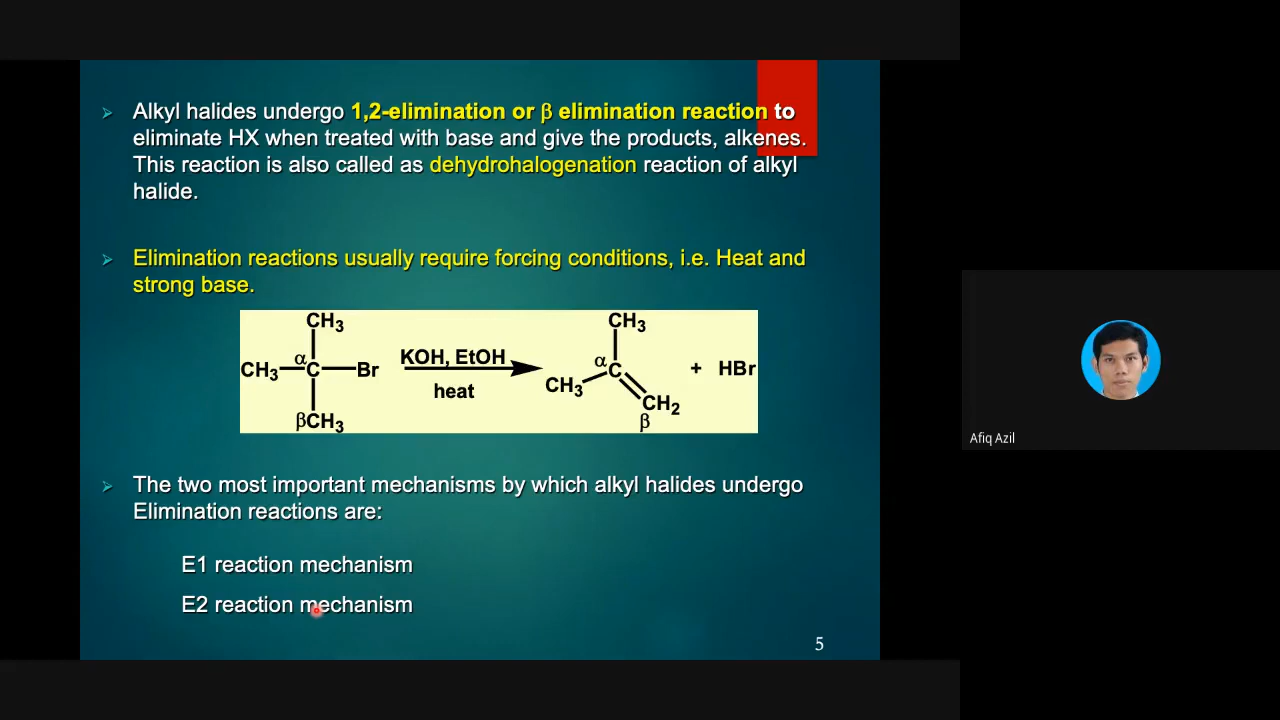 Alkyl halides undergo 1,2-elimination or β elimination reaction to
eliminate HX when treated with base and give the products, alkenes.
This reaction is also called as dehydrohalogenation reaction of alkyl
halide.
Elimination reactions usually require forcing conditions, i.e. Heat and
strong base.
CH3
CH3 α C Br
βCH3
KOH, EtOH
heat
CH3
α C
CH3
CH2
β
+ HBr
The two most important mechanisms by which alkyl halides undergo
Elimination reactions are:
E1 reaction mechanism
E2 reaction mechanism
5
Afiq Azil